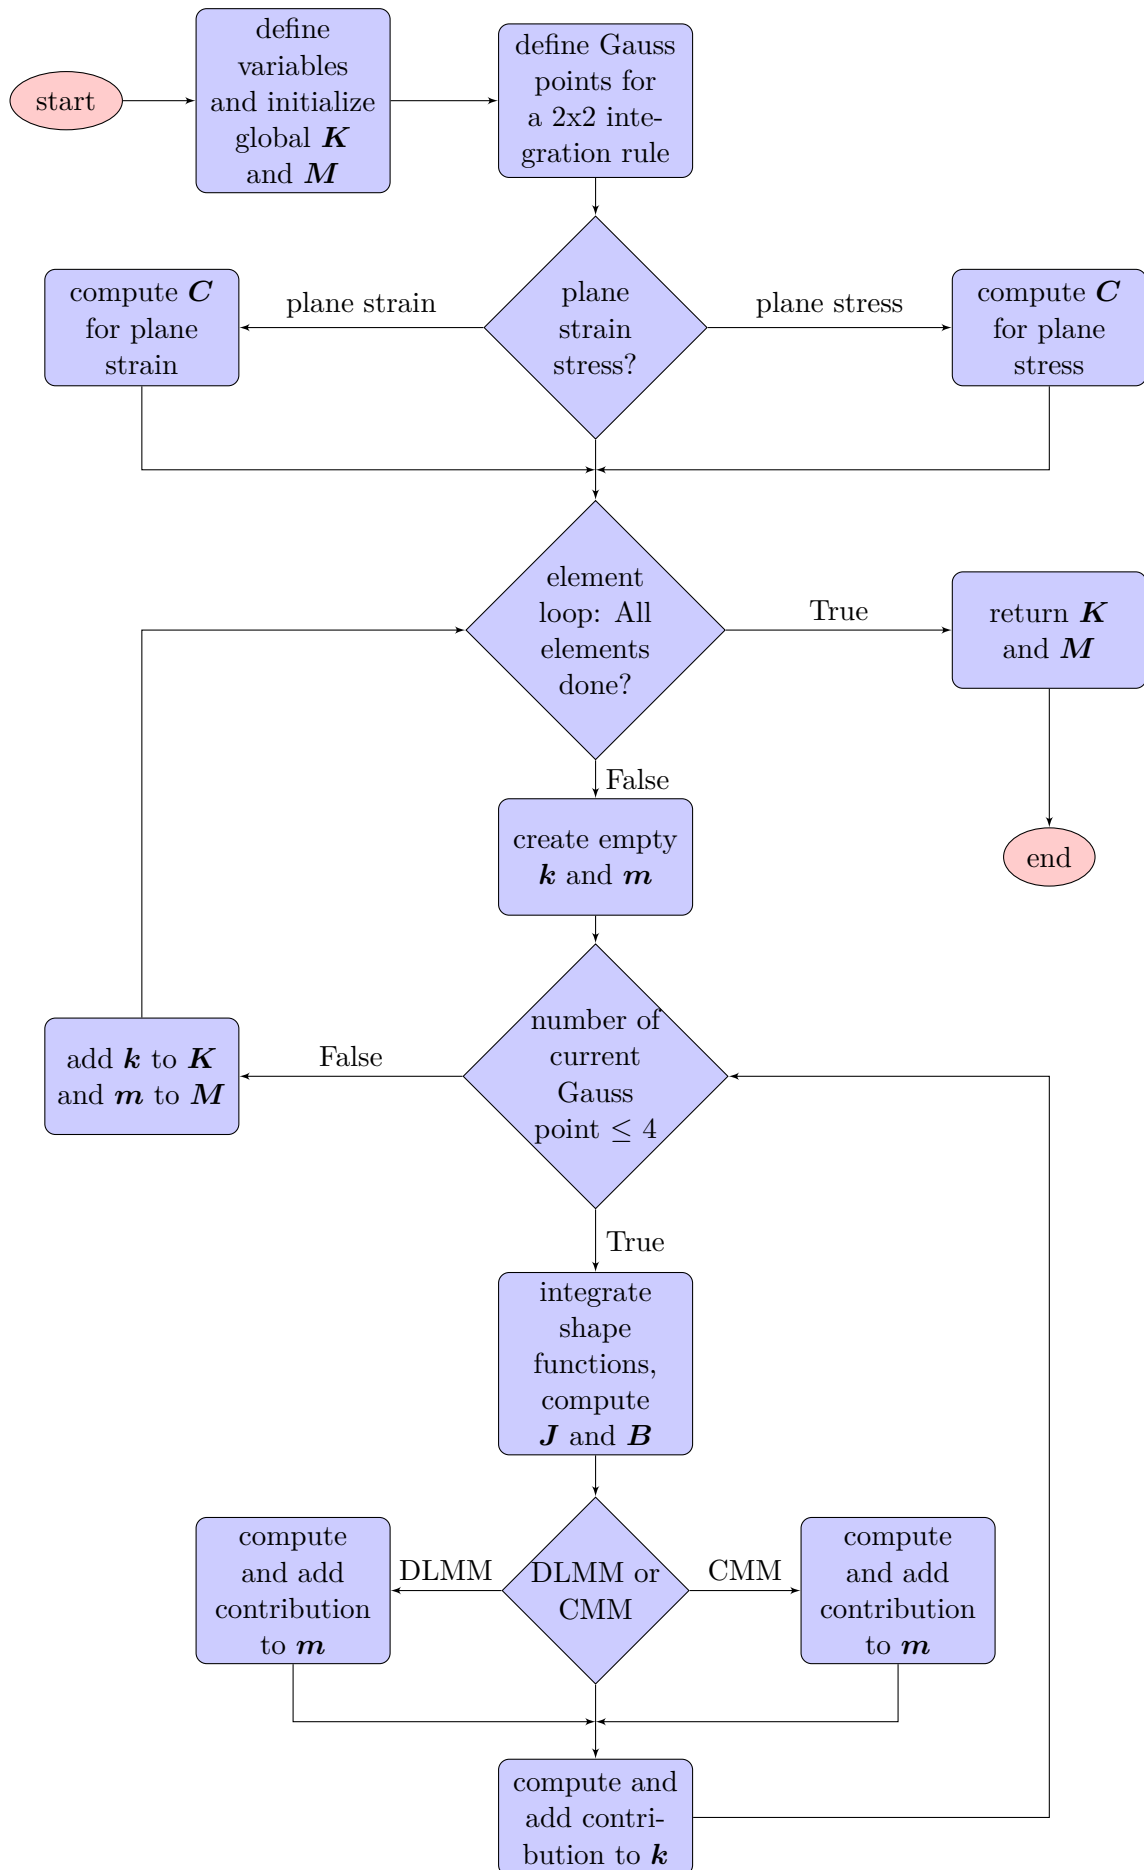 start
define
variables
and initialize
global K
and M
define Gauss
points for
a 2x2 inte-
gration rule
compute C
for plane
strain
plane strain
plane
strain
stress?
plane stress
compute C
for plane
stress
element
loop: All
elements
done?
True
return K
and M
False
create empty
k and m
end
number of
current
Gauss
point ≤ 4
False
add k to K
and m to M
True
integrate
shape
functions,
compute
J and B
compute
and add
contribution
to m
DLMM
DLMM or
CMM
CMM
compute
and add
contribution
to m
compute and
add contri-
bution to k